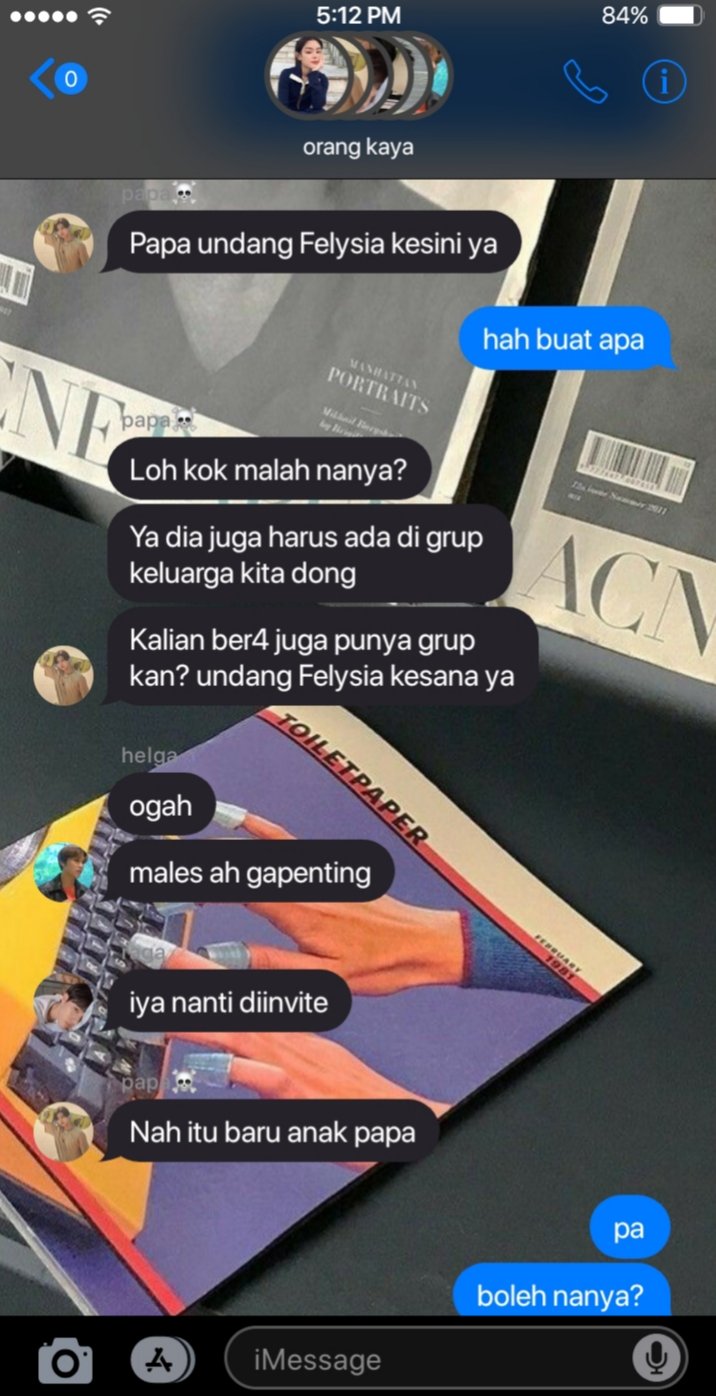 5:12 PM
84%
0
orang kaya
papa☠️
Papa undang Felysia kesini ya
hah buat apa
MANHATTAN
PORTRAITS
papa☠️
Loh kok malah nanya?
Ya dia juga harus ada di grup
keluarga kita dong
Kalian ber4 juga punya grup
kan? undang Felysia kesana ya
TOILETPAPER
helga
ogah
males ah gapenting
FEBRUARY
1981
iya nanti diinvite
papa☠️
Nah itu baru anak papa
pa
boleh nanya?
iMessage